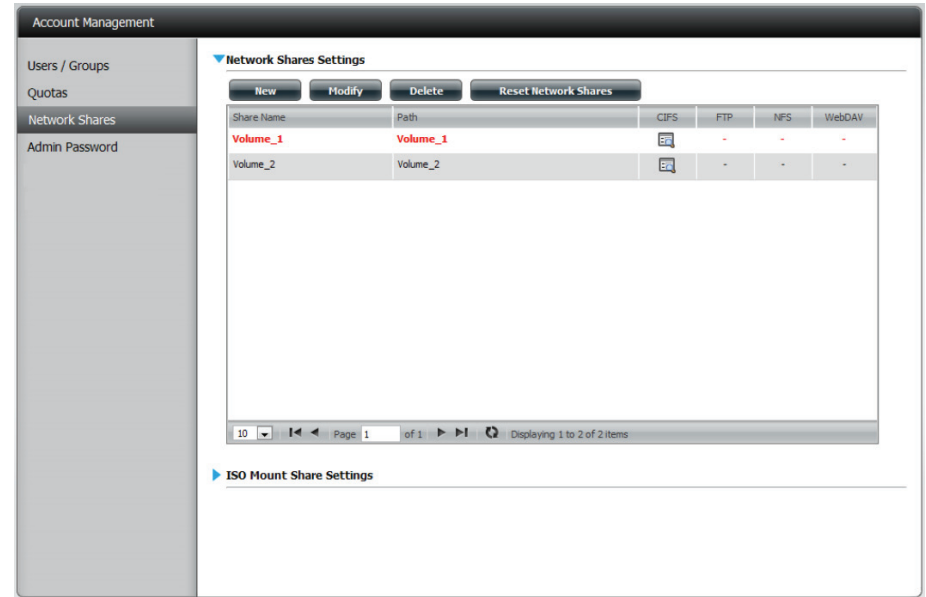 Account Management
Users / Groups
Quotas
Network Shares
Admin Password
Network Shares Settings
New Modify Delete Reset Network Shares
Share Name Path CIFS FTP NFS WebDAV
Volume_1 Volume_1 - - -
Volume_2 Volume_2 - - -
10 Page 1 of 1 Displaying 1 to 2 of 2 items
ISO Mount Share Settings